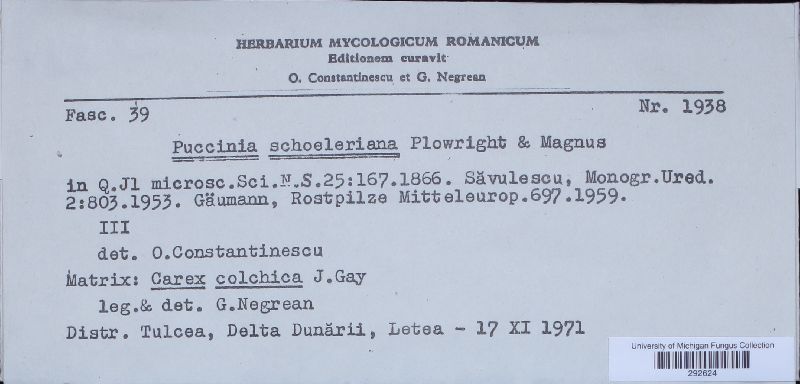 HERBARIUM MYCOLOGICUM ROMANICUM
Editionem curavit
O. Constantinescu et G. Negrean
Fasc. 39
Nr. 1938
Puccinia schoeleriana Plowright & Magnus
in Q.Jl microsc.Sci.N.S.25:167.1866. Săvulescu, Monogr.Ured.
2:803.1953. Gäumann, Rostpilze Mitteleurop.697.1959.
III
det. O.Constantinescu
Matrix: Carex colchica J.Gay
leg.& det. G.Negrean
Distr. Tulcea, Delta Dunării, Letea - 17 XI 1971
University of Michigan Fungus Collection
292624